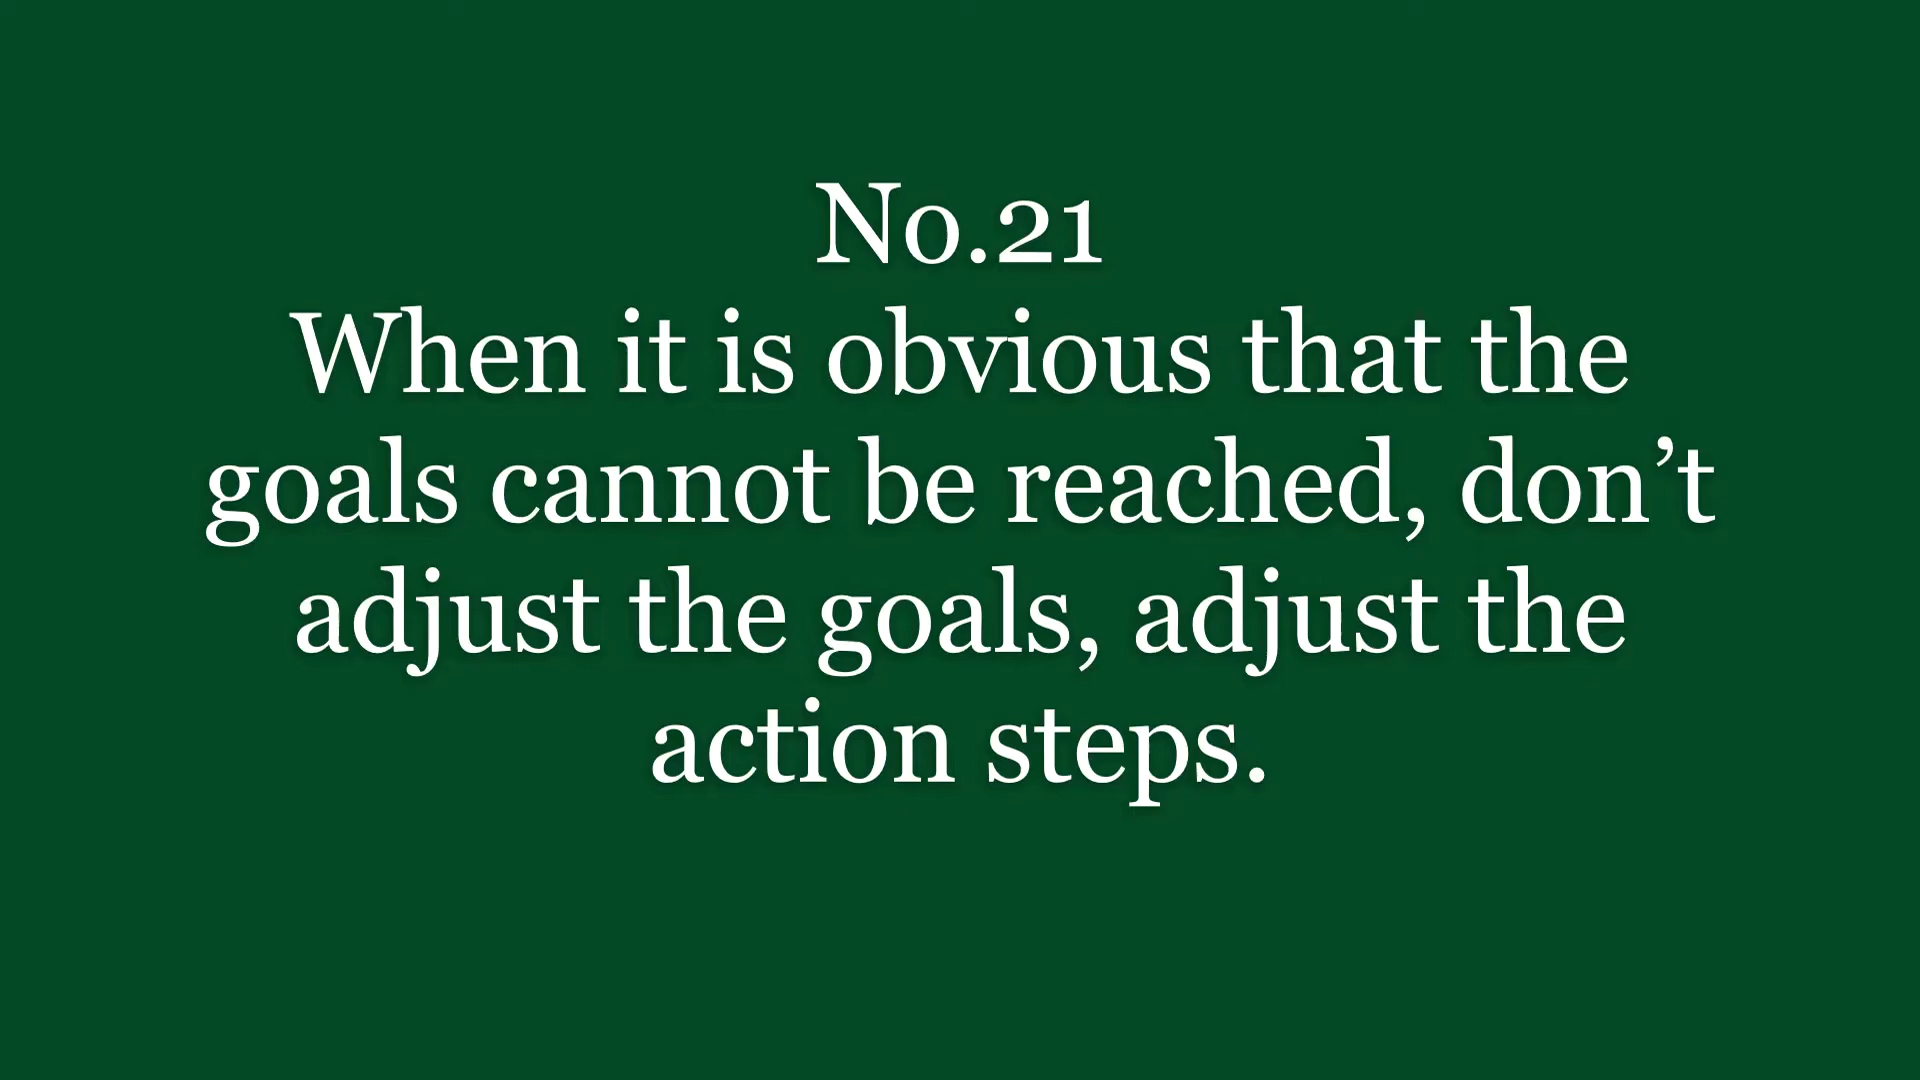 No.21
When it is obvious that the
goals cannot be reached, don’t
adjust the goals, adjust the
action steps.